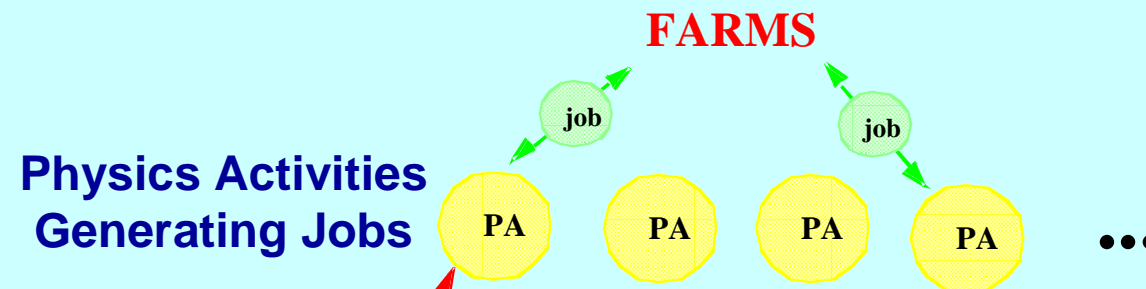 FARMS
job
job
Physics Activities
Generating Jobs
PA
PA
PA
PA
...